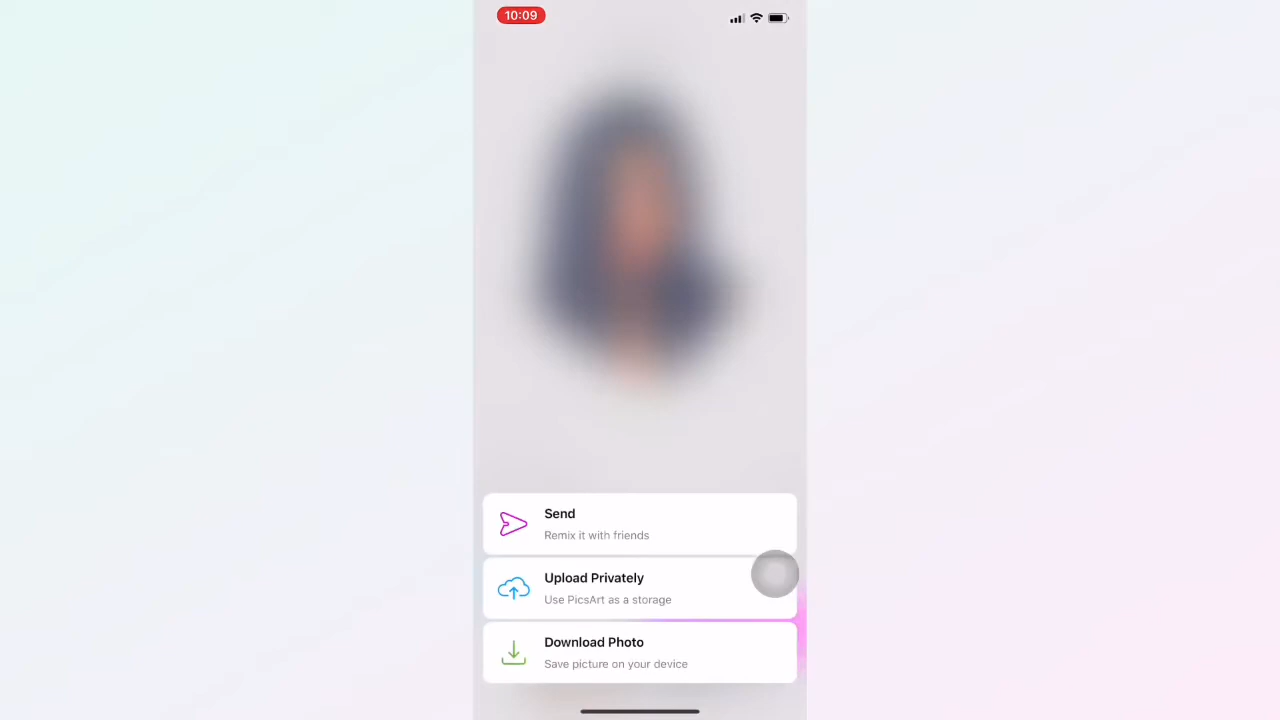 10:09
Send
Remix it with friends
Upload Privately
Use PicsArt as a storage
Download Photo
Save picture on your device